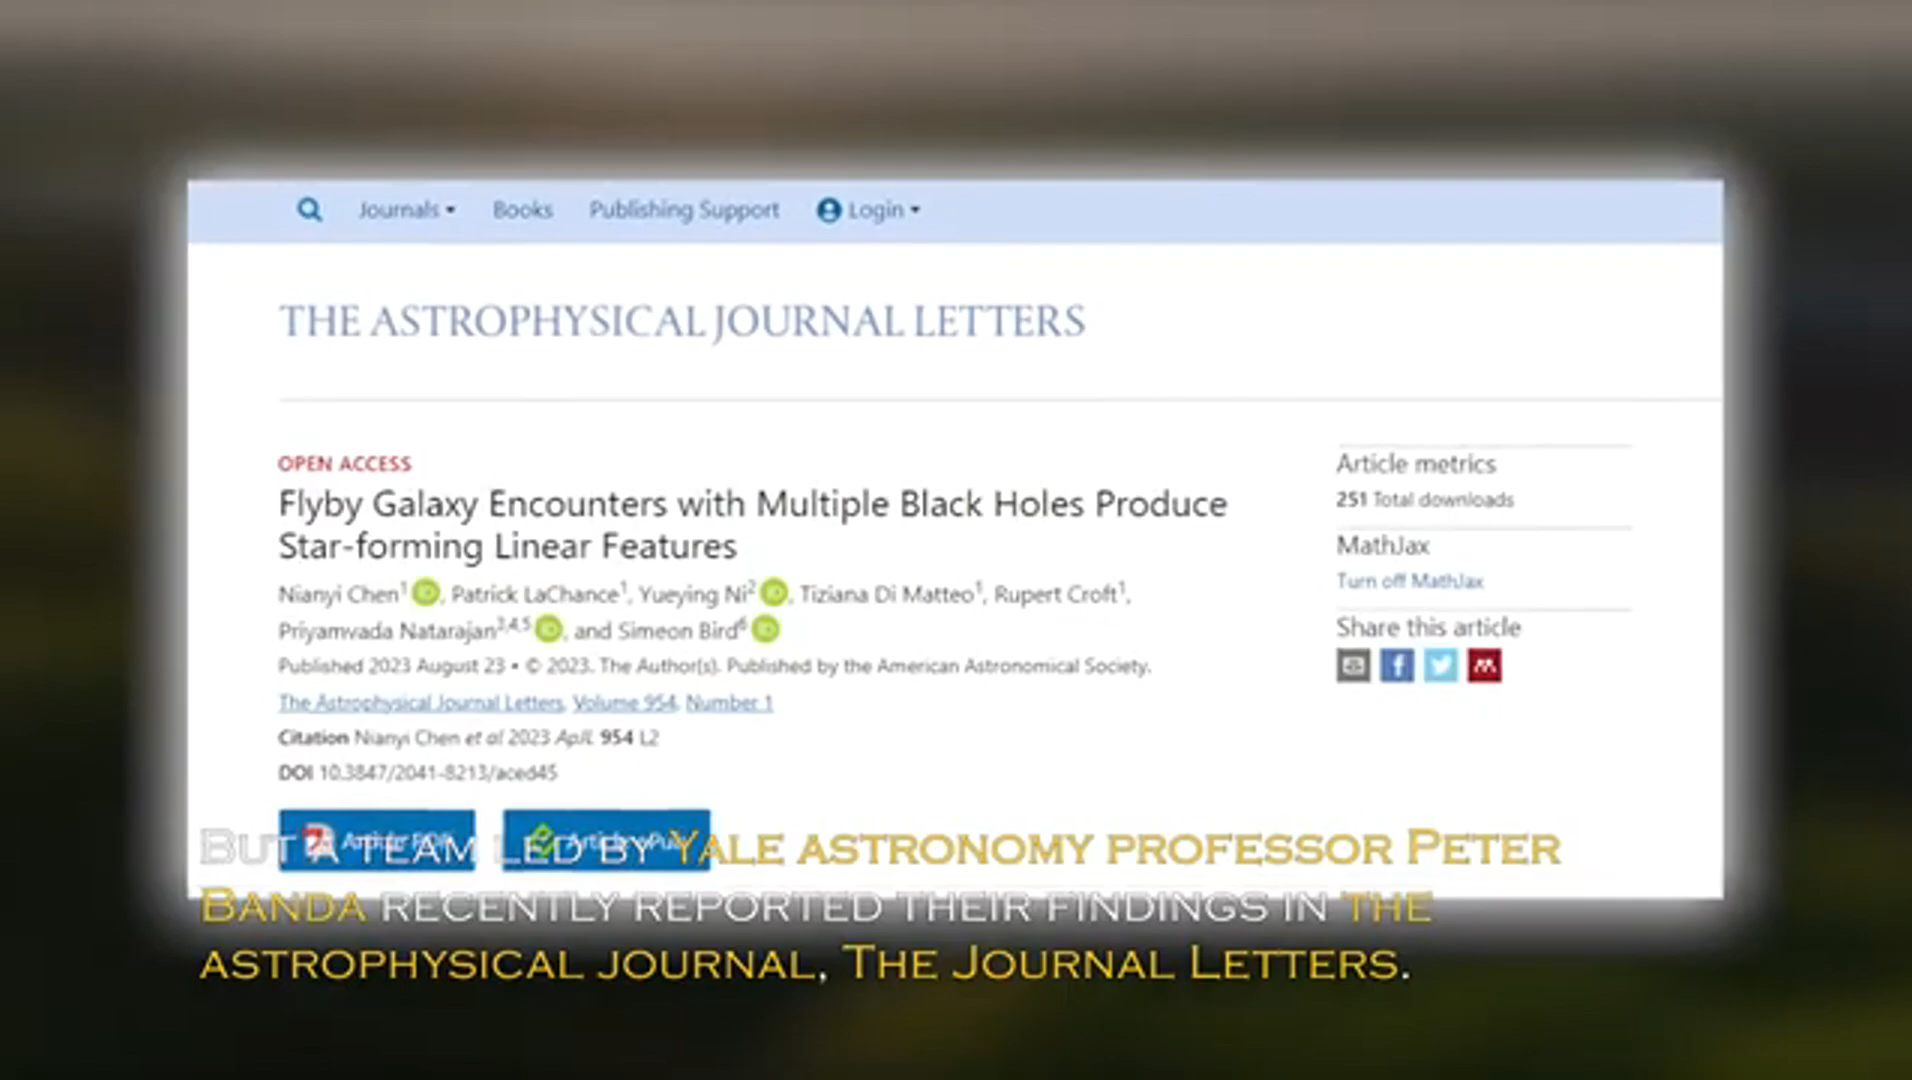 Journals Books Publishing Support Login
THE ASTROPHYSICAL JOURNAL LETTERS
OPEN ACCESS
Flyby Galaxy Encounters with Multiple Black Holes Produce
Star-forming Linear Features
Nianyi Chen1, Patrick LaChance1, Yueying Ni2, Tiziana Di Matteo1, Rupert Croft1,
Priyamvada Natarajan3,4,5, and Simeon Bird6
Published 2023 August 23 • © 2023. The Author(s). Published by the American Astronomical Society.
The Astrophysical Journal Letters, Volume 954, Number 1
Citation Nianyi Chen et al 2023 ApJL 954 L2
DOI 10.3847/2041-8213/aced45
Article metrics
251 Total downloads
MathJax
Turn off MathJax
Share this article
But a team led by Yale astronomy professor Peter
Banda recently reported their findings in the
astrophysical journal, The Journal Letters.